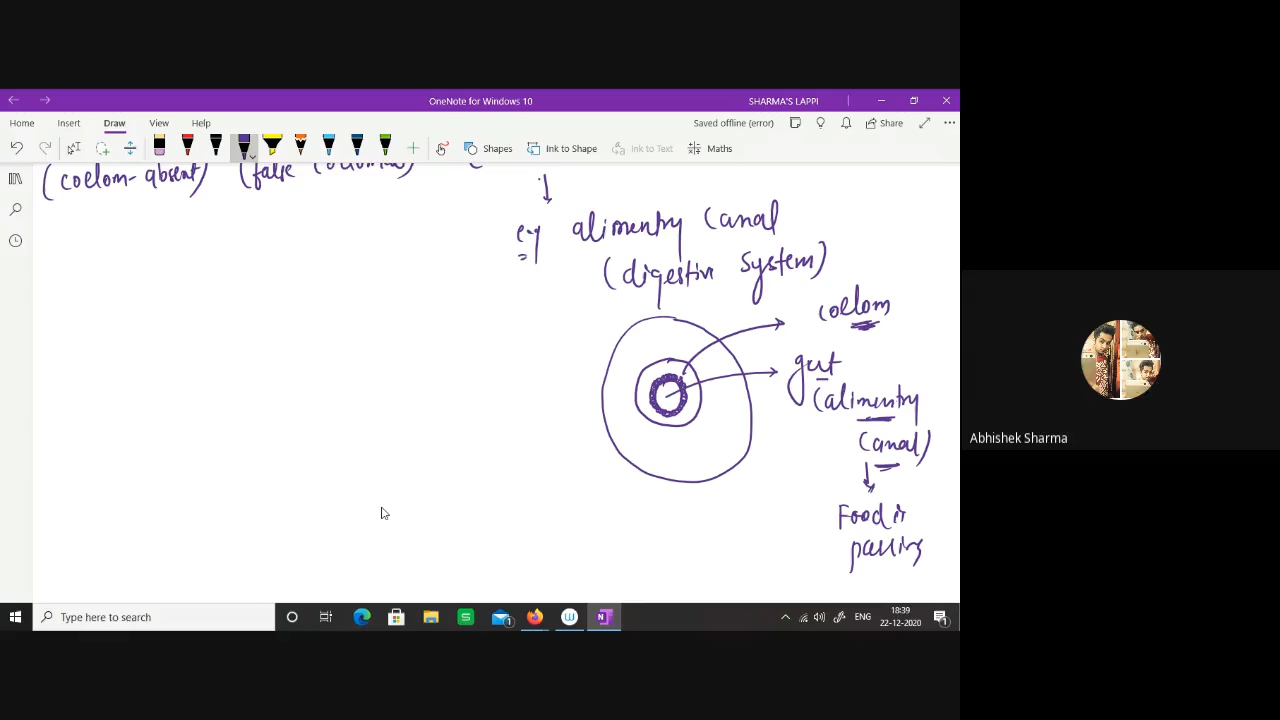 OneNote for Windows 10
SHARMA'S LAPPI
Home Insert Draw View Help
Saved offline (error)
Share
Shapes
Ink to Shape
Ink to Text
Maths
(coelom-absent) (false
eg alimentry Canal
(digestive system)
coelom
gut
(alimentry
Canal)
Food is
passing
Abhishek Sharma
Type here to search
1
ENG
18:39
22-12-2020
1